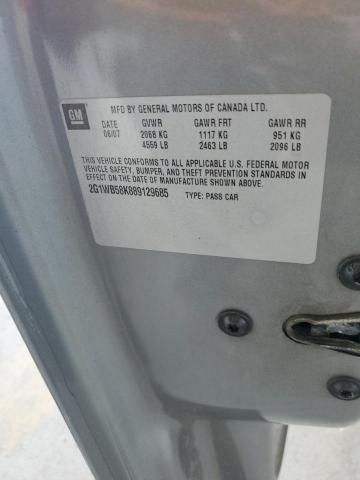 GM
MFD BY GENERAL MOTORS OF CANADA LTD.
DATE GVWR GAWR FRT GAWR RR
06/07 2068 KG 1117 KG 951 KG
4559 LB 2463 LB 2096 LB
THIS VEHICLE CONFORMS TO ALL APPLICABLE U.S. FEDERAL MOTOR
VEHICLE SAFETY, BUMPER, AND THEFT PREVENTION STANDARDS IN
EFFECT ON THE DATE OF MANUFACTURE SHOWN ABOVE.
2G1WB58K889129685 TYPE: PASS CAR